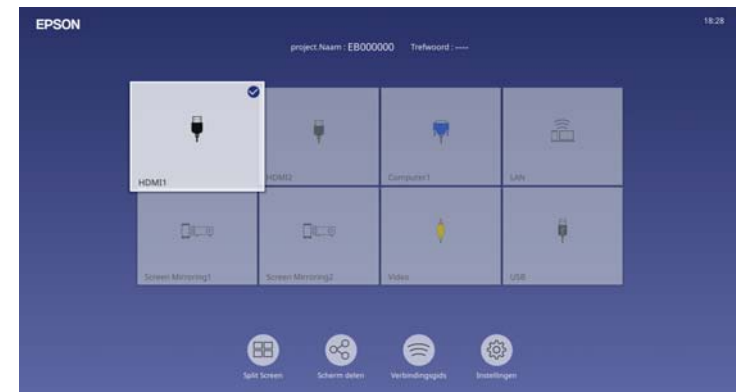 EPSON
18:28
project.Naam : EB000000 Trefwoord : ----
HDMI1
HDMI2
Computer1
LAN
Screen Mirroring1
Screen Mirroring2
Video
USB
Split Screen
Scherm delen
Verbindingsgids
Instellingen